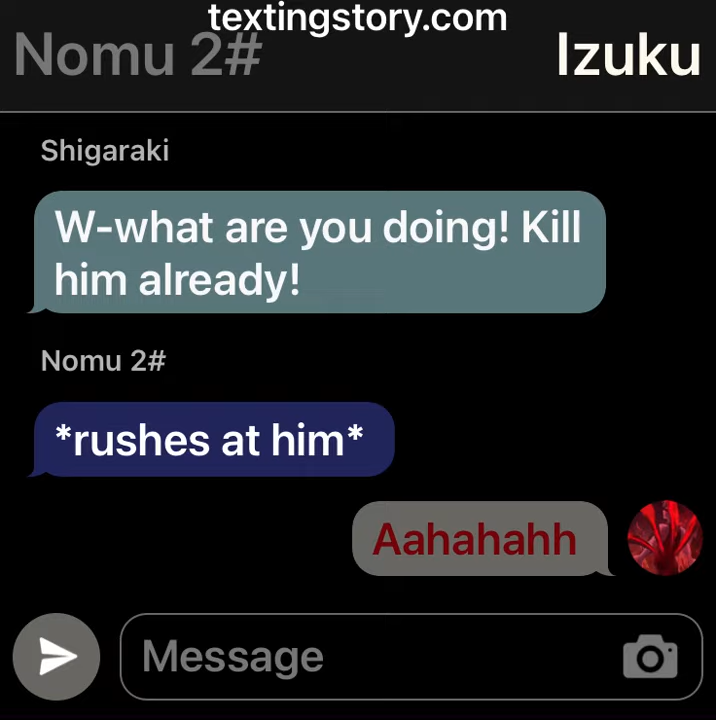 textingstory.com
Nomu 2# Izuku
Shigaraki
W-what are you doing! Kill
him already!
Nomu 2#
*rushes at him*
Aahahahh
Message